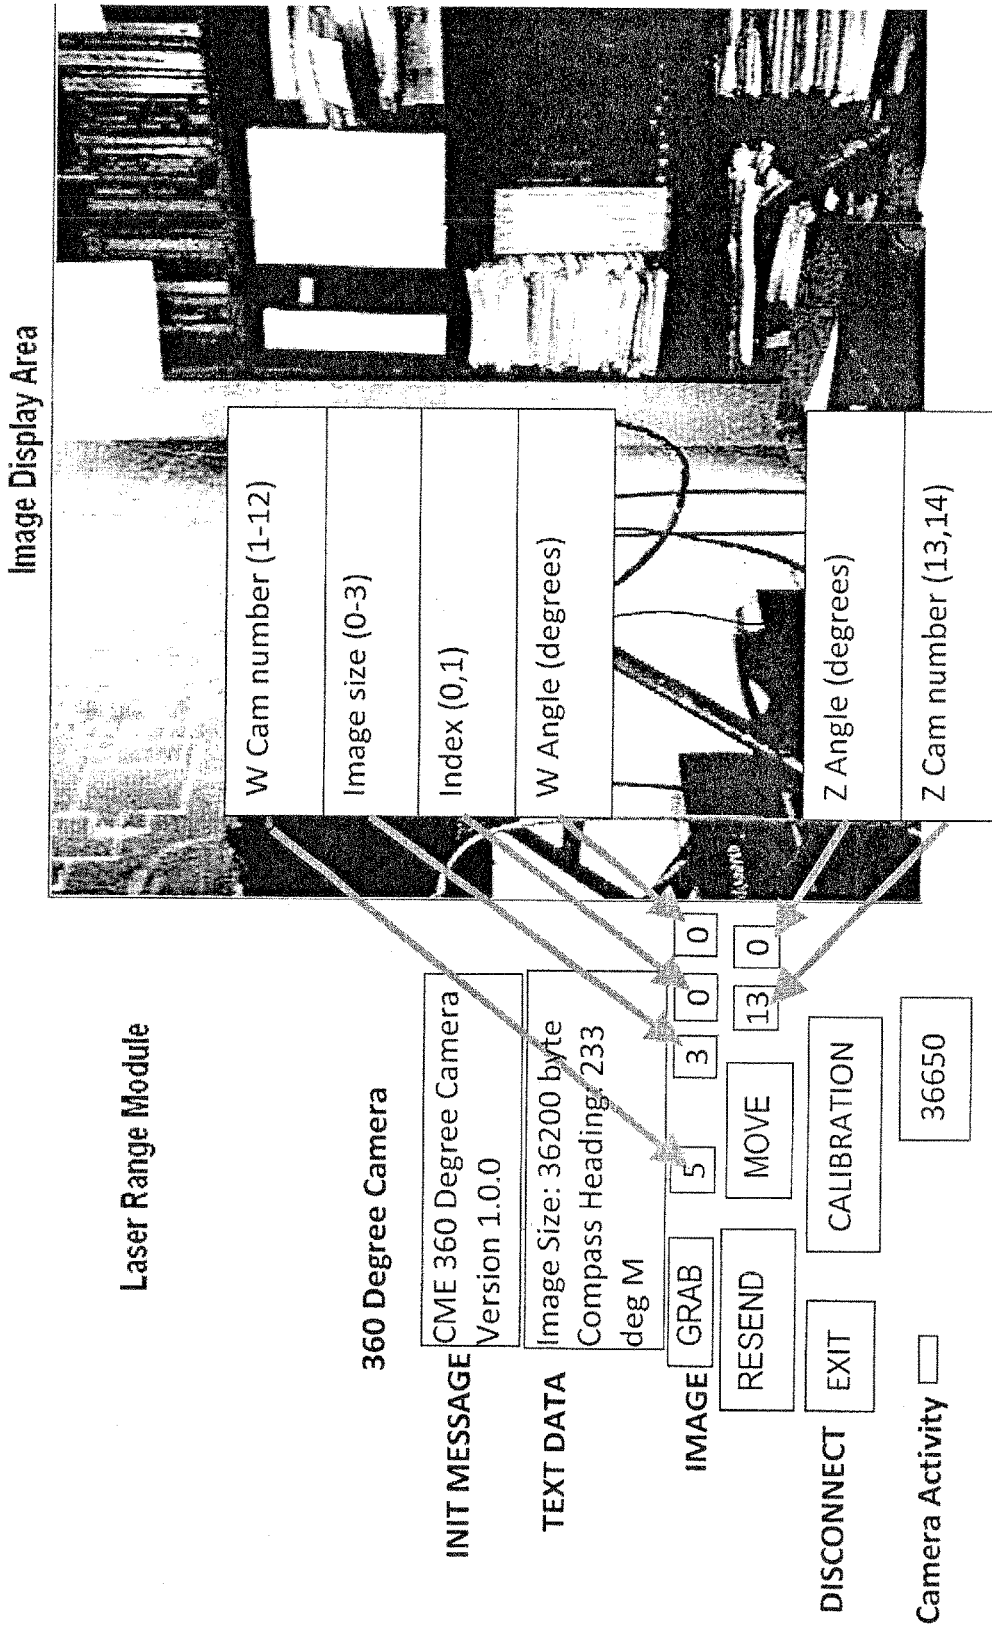 Laser Range Module
Image Display Area
360 Degree Camera
INIT MESSAGE
CME 360 Degree Camera
Version 1.0.0
TEXT DATA
Image Size: 36200 byte
Compass Heading, 233
deg M
IMAGE
GRAB
5
3
0
0
RESEND
MOVE
13
0
DISCONNECT
EXIT
CALIBRATION
Camera Activity
36650
W Cam number (1-12)
Image size (0-3)
Index (0,1)
W Angle (degrees)
Z Angle (degrees)
Z Cam number (13,14)